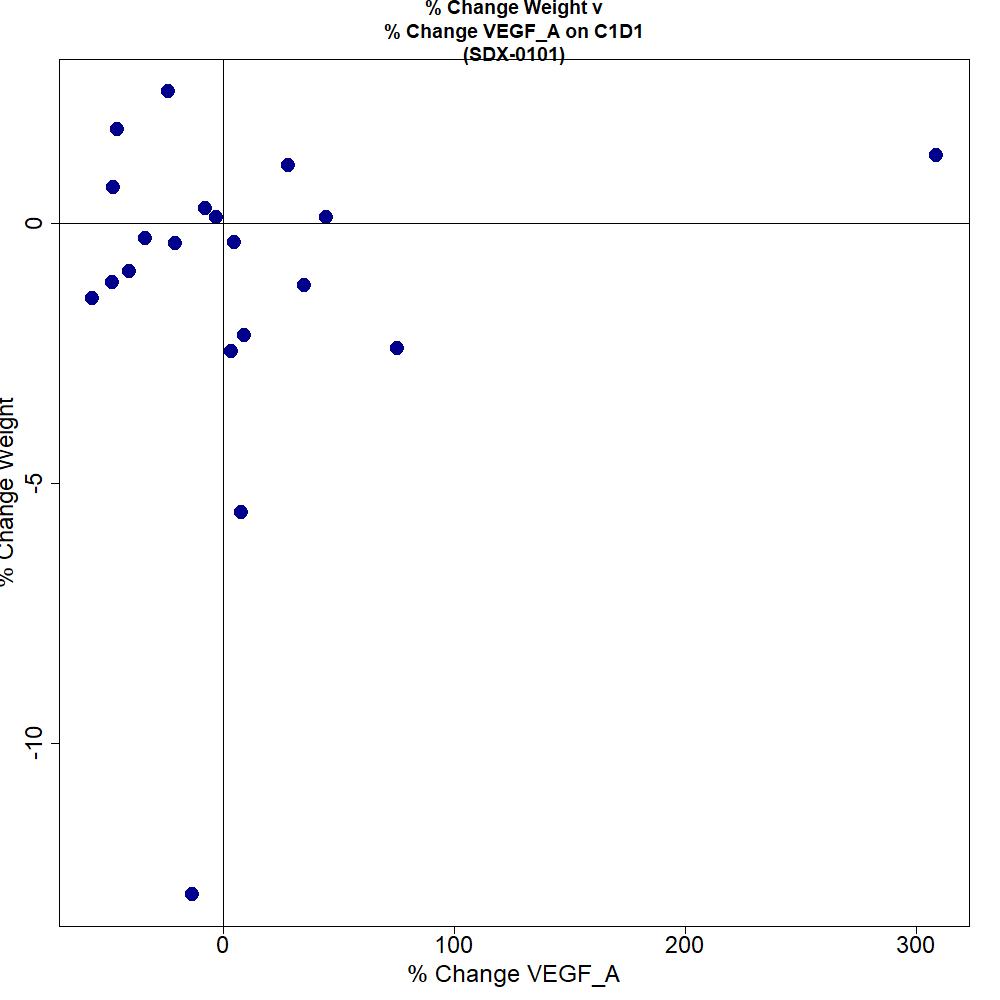 % Change Weight v
% Change VEGF_A on C1D1
(SDX-0101)
% Change Weight
0
-5
-10
0
100
200
300
% Change VEGF_A